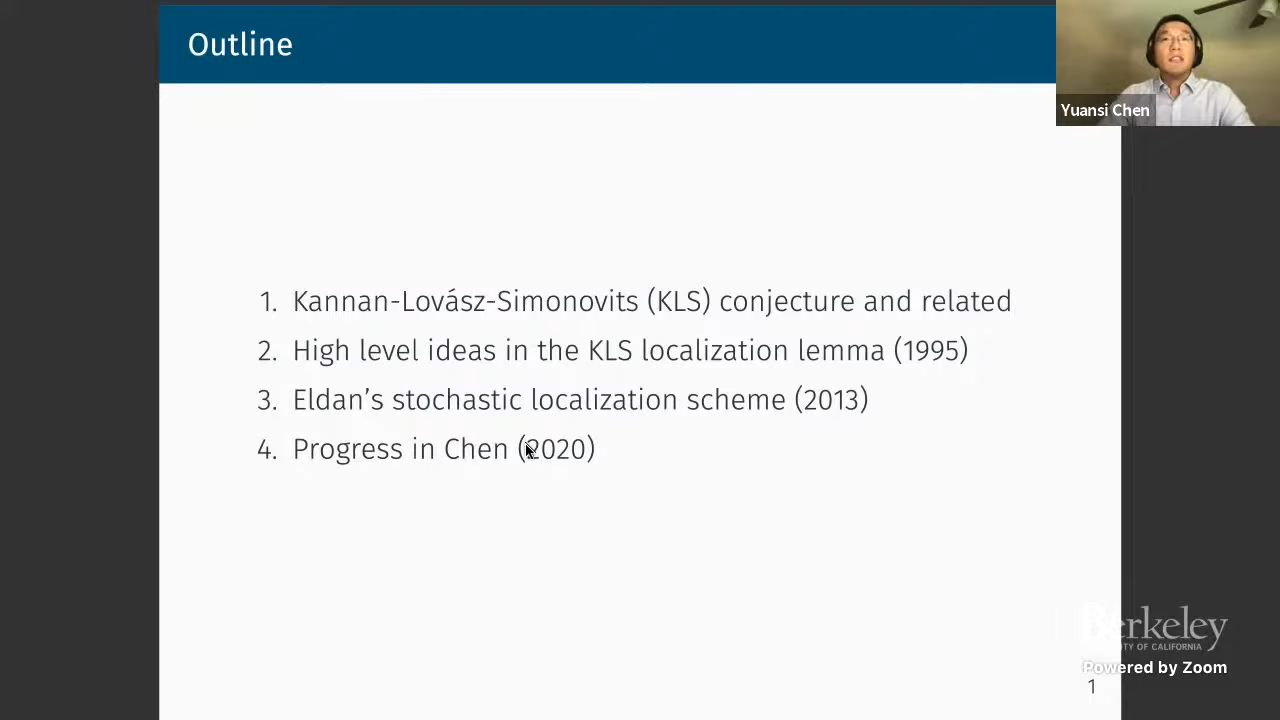 Outline
Yuansi Chen
1. Kannan-Lovász-Simonovits (KLS) conjecture and related
2. High level ideas in the KLS localization lemma (1995)
3. Eldan's stochastic localization scheme (2013)
4. Progress in Chen (2020)
Berkeley
TY OF CALIFORNIA
Powered by Zoom
1